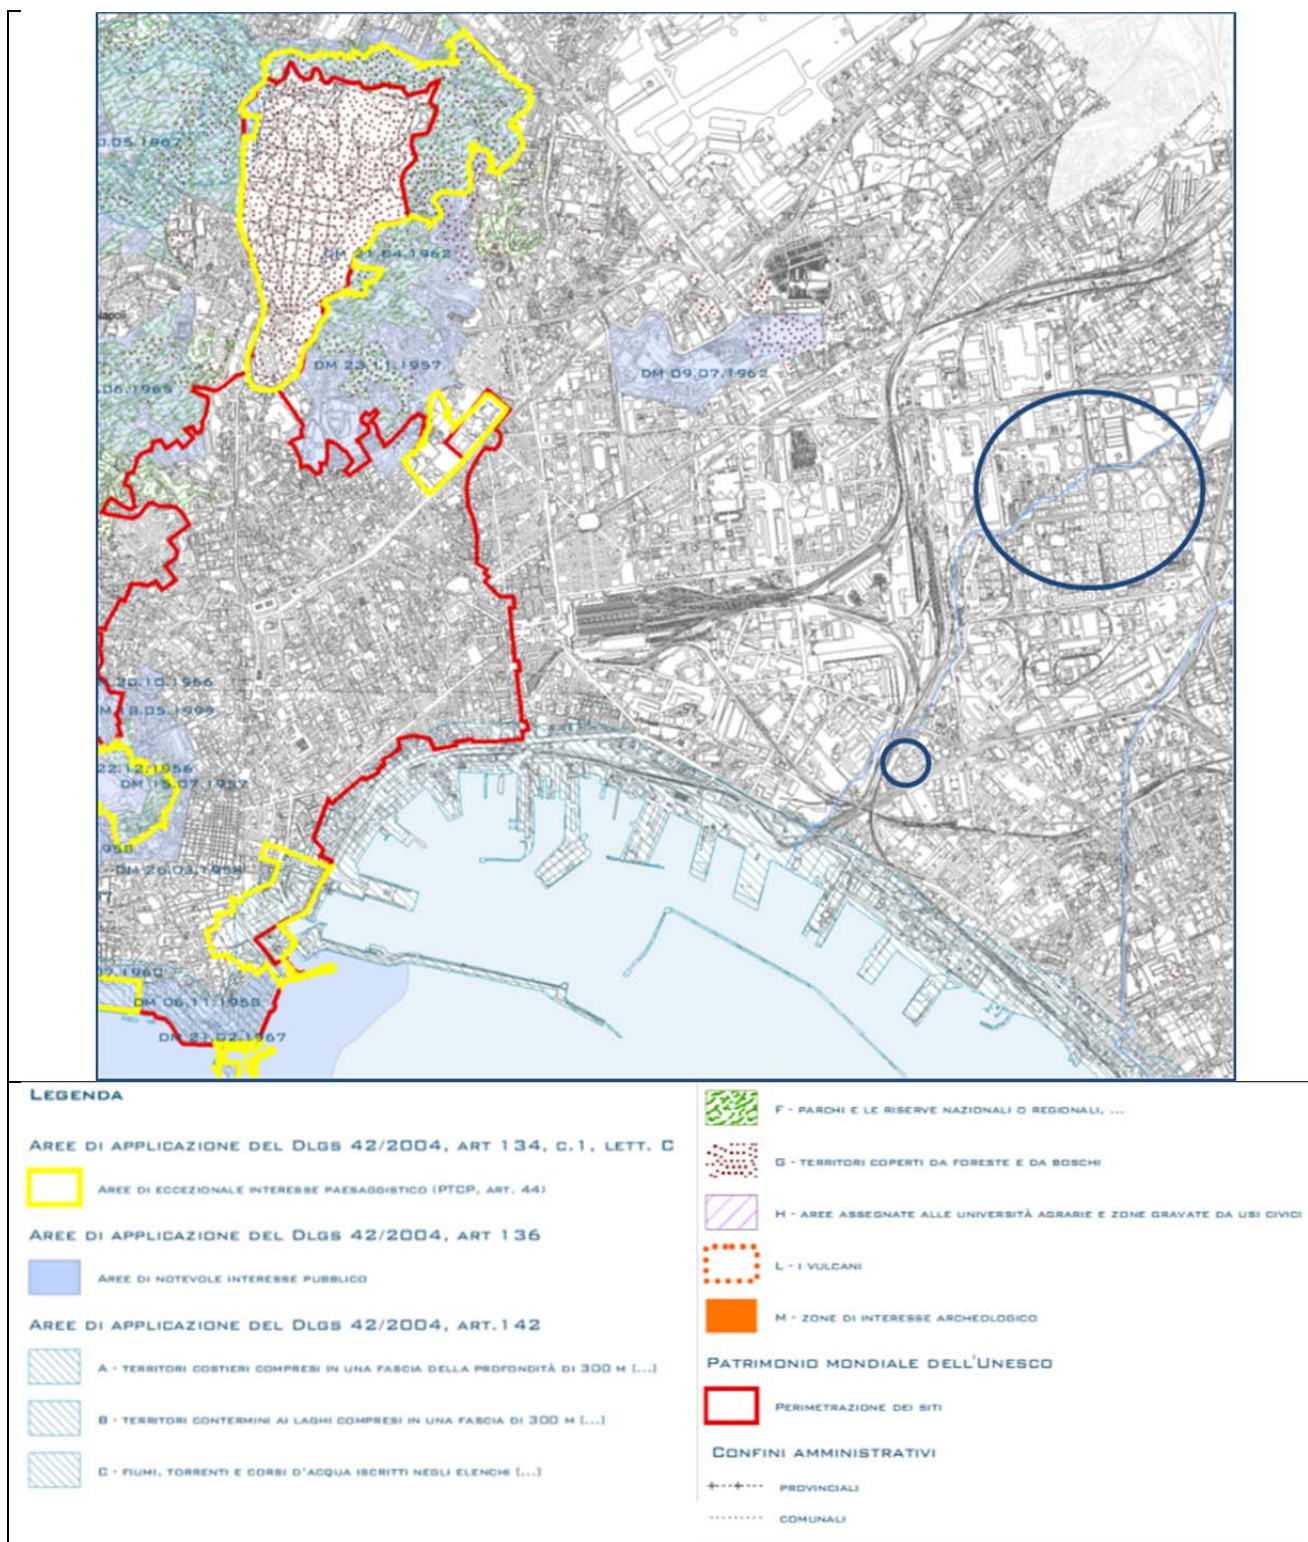 0.05.1967
DM 21.04.1962
DM 23.11.1957
DM 09.07.1962
.06.1965
20.10.1966
M 18.05.1999
22.12.1956
DM 15.07.1957
958
DM 26.03.1958
07.1960
DM 06.11.1958
DM 21.02.1967
LEGENDA
AREE DI APPLICAZIONE DEL DLGS 42/2004, ART 134, C.1, LETT. C
AREE DI ECCEZIONALE INTERESSE PAESAGGISTICO (PTCP, ART. 44)
AREE DI APPLICAZIONE DEL DLGS 42/2004, ART 136
AREE DI NOTEVOLE INTERESSE PUBBLICO
AREE DI APPLICAZIONE DEL DLGS 42/2004, ART.142
A - TERRITORI COSTIERI COMPRESI IN UNA FASCIA DELLA PROFONDITÀ DI 300 M [...]
B - TERRITORI CONTERMINI AI LAGHI COMPRESI IN UNA FASCIA DI 300 M [...]
C - FIUMI, TORRENTI E CORSI D'ACQUA ISCRITTI NEGLI ELENCHI [...]
F - PARCHI E LE RISERVE NAZIONALI O REGIONALI, ...
G - TERRITORI COPERTI DA FORESTE E DA BOSCHI
H - AREE ASSEGNATE ALLE UNIVERSITÀ AGRARIE E ZONE GRAVATE DA USI CIVICI
L - I VULCANI
M - ZONE DI INTERESSE ARCHEOLOGICO
PATRIMONIO MONDIALE DELL'UNESCO
PERIMETRAZIONE DEI SITI
CONFINI AMMINISTRATIVI
PROVINCIALI
COMUNALI